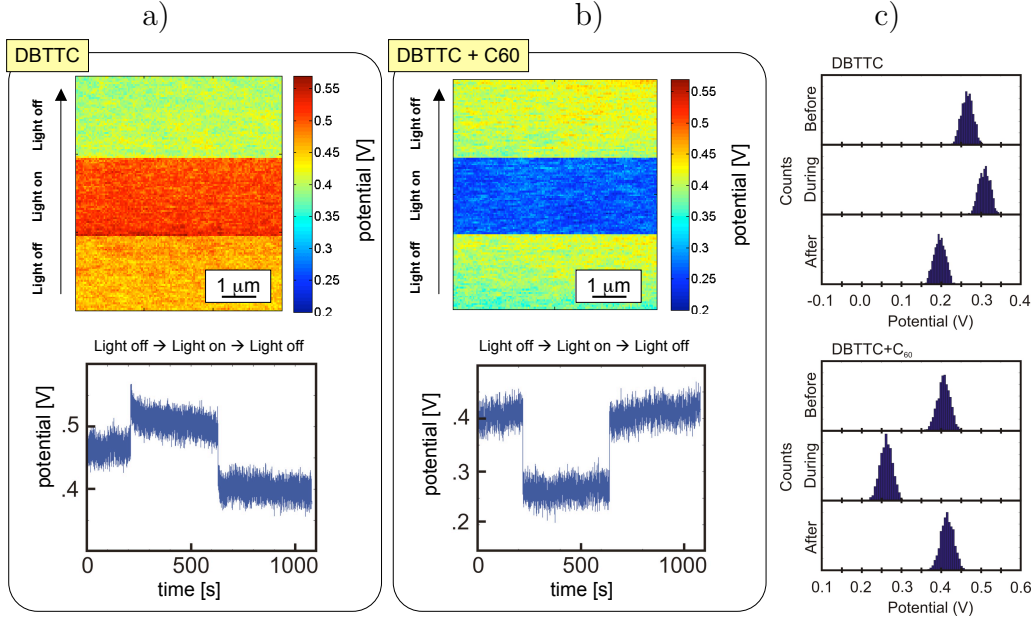 a)
DBTTC
Light off
Light on
Light off
0.55
0.5
0.45
0.4
0.35
0.3
0.25
0.2
potential [V]
1 μm
Light off → Light on → Light off
potential [V]
.5
.4
0
500
1000
time [s]
b)
DBTTC + C60
Light off
Light on
Light off
0.55
0.5
0.45
0.4
0.35
0.3
0.25
0.2
potential [V]
1 μm
Light off → Light on → Light off
potential [V]
.4
.3
.2
0
500
1000
time [s]
c)
DBTTC
Before
Counts
During
After
-0.1 0.0 0.1 0.2 0.3 0.4
Potential (V)
DBTTC+C₆₀
Before
Counts
During
After
0.1 0.2 0.3 0.4 0.5 0.6
Potential (V)